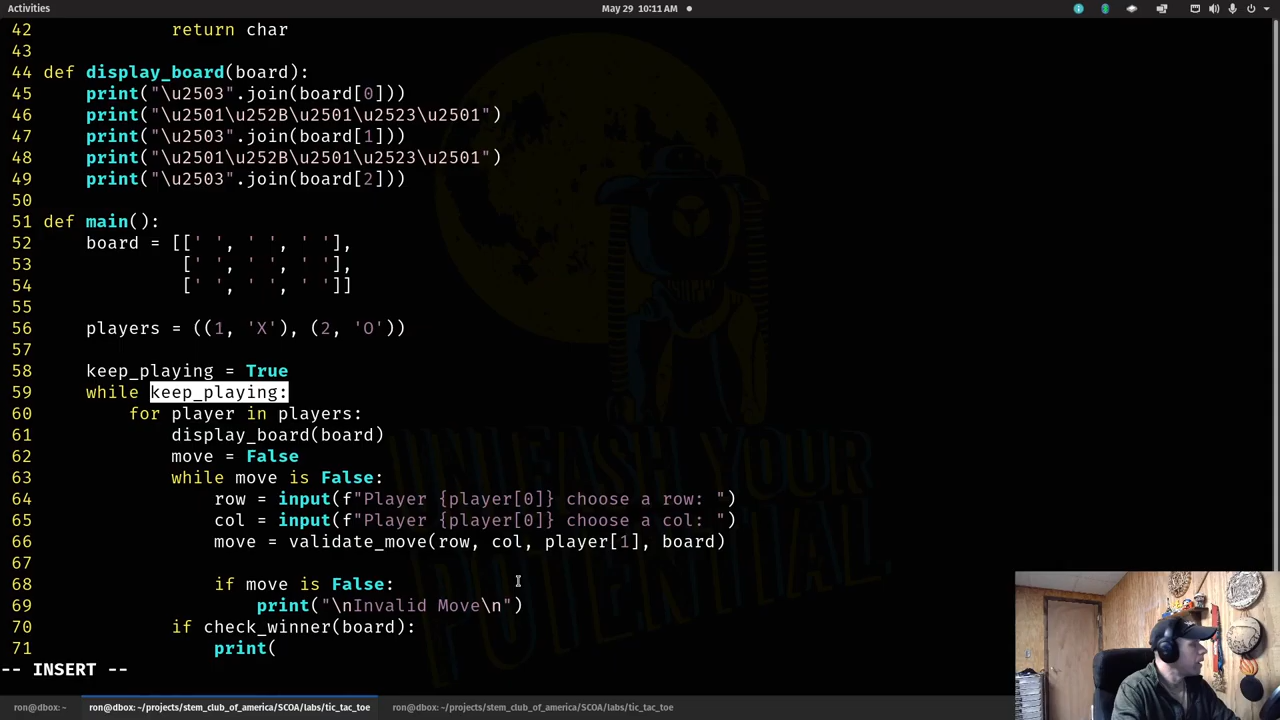 Activities
May 29 10:11 AM
42 return char
43
44 def display_board(board):
45 print("\u2503".join(board[0]))
46 print("\u2501\u252B\u2501\u2523\u2501")
47 print("\u2503".join(board[1]))
48 print("\u2501\u252B\u2501\u2523\u2501")
49 print("\u2503".join(board[2]))
50
51 def main():
52 board = [[' ', ' ', ' '],
53 [' ', ' ', ' '],
54 [' ', ' ', ' ']]
55
56 players = ((1, 'X'), (2, 'O'))
57
58 keep_playing = True
59 while keep_playing:
60 for player in players:
61 display_board(board)
62 move = False
63 while move is False:
64 row = input(f"Player {player[0]} choose a row: ")
65 col = input(f"Player {player[0]} choose a col: ")
66 move = validate_move(row, col, player[1], board)
67
68 if move is False:
69 print("\nInvalid Move\n")
70 if check_winner(board):
71 print(
-- INSERT --
UNLEASH YOUR
POTENTIAL
ron@dbox: ~
ron@dbox: ~/projects/stem_club_of_america/SCOA/labs/tic_tac_toe
ron@dbox: ~/projects/stem_club_of_america/SCOA/labs/tic_tac_toe